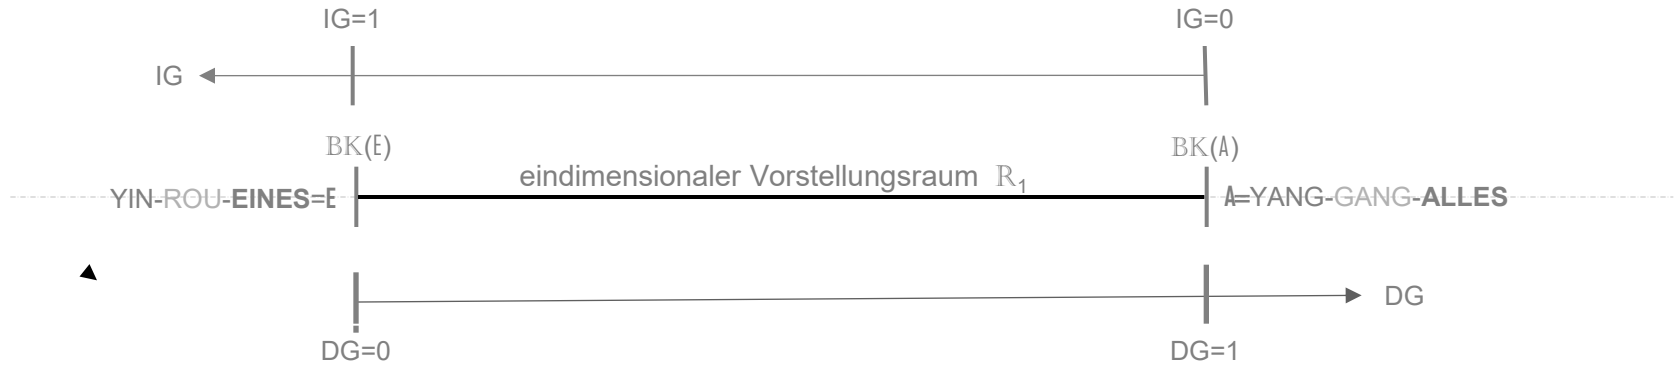 IG=1 IG=0
IG
BK(E) BK(A)
eindimensionaler Vorstellungsraum ℝ₁
YIN-ROU-EINES=E A=YANG-GANG-ALLES
DG
DG=0 DG=1